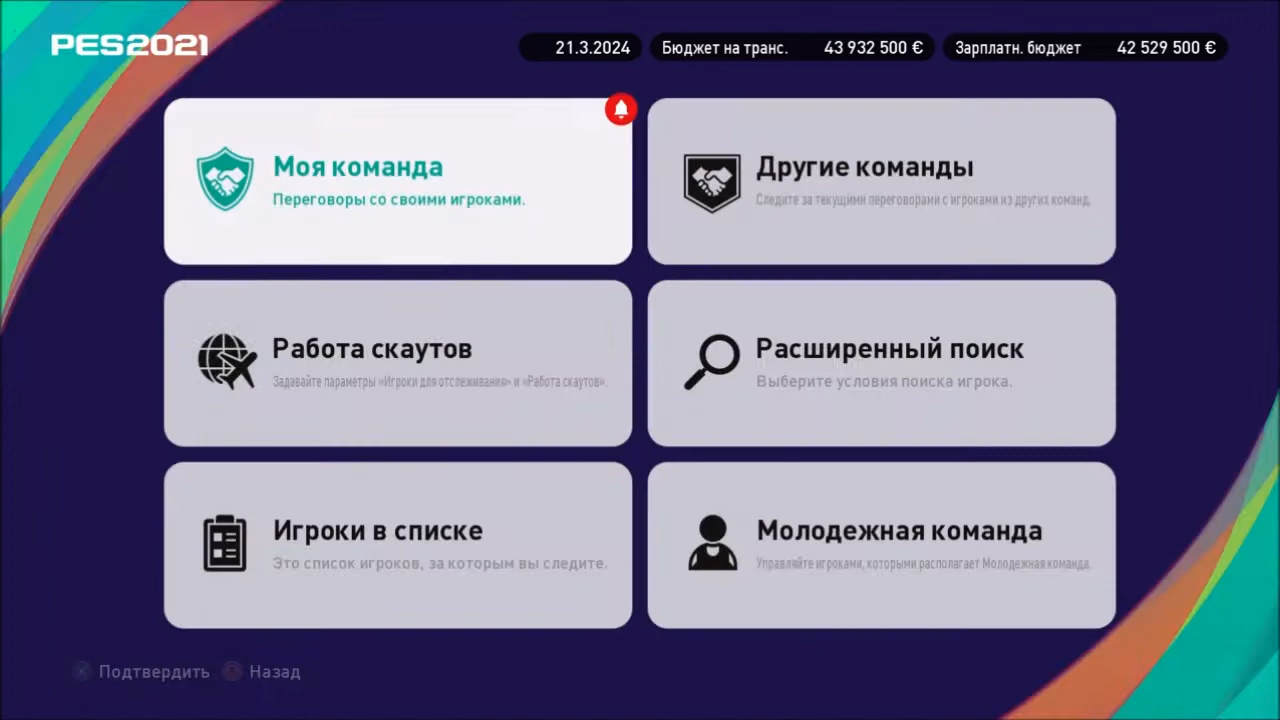 PES2021
21.3.2024 Бюджет на транс. 43 932 500 € Зарплатн. бюджет 42 529 500 €
Моя команда
Переговоры со своими игроками.
Другие команды
Следите за текущими переговорами с игроками из других команд.
Работа скаутов
Задавайте параметры «Игроки для отслеживания» и «Работа скаутов».
Расширенный поиск
Выберите условия поиска игрока.
Игроки в списке
Это список игроков, за которым вы следите.
Молодежная команда
Управляйте игроками, которыми располагает Молодежная команда.
Подтвердить Назад